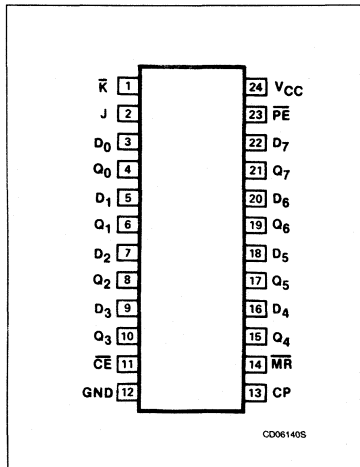 K̅ 1 24 VCC
J 2 23 P̅E̅
D0 3 22 D7
Q0 4 21 Q7
D1 5 20 D6
Q1 6 19 Q6
D2 7 18 D5
Q2 8 17 Q5
D3 9 16 D4
Q3 10 15 Q4
C̅E̅ 11 14 M̅R̅
GND 12 13 CP
CD06140S